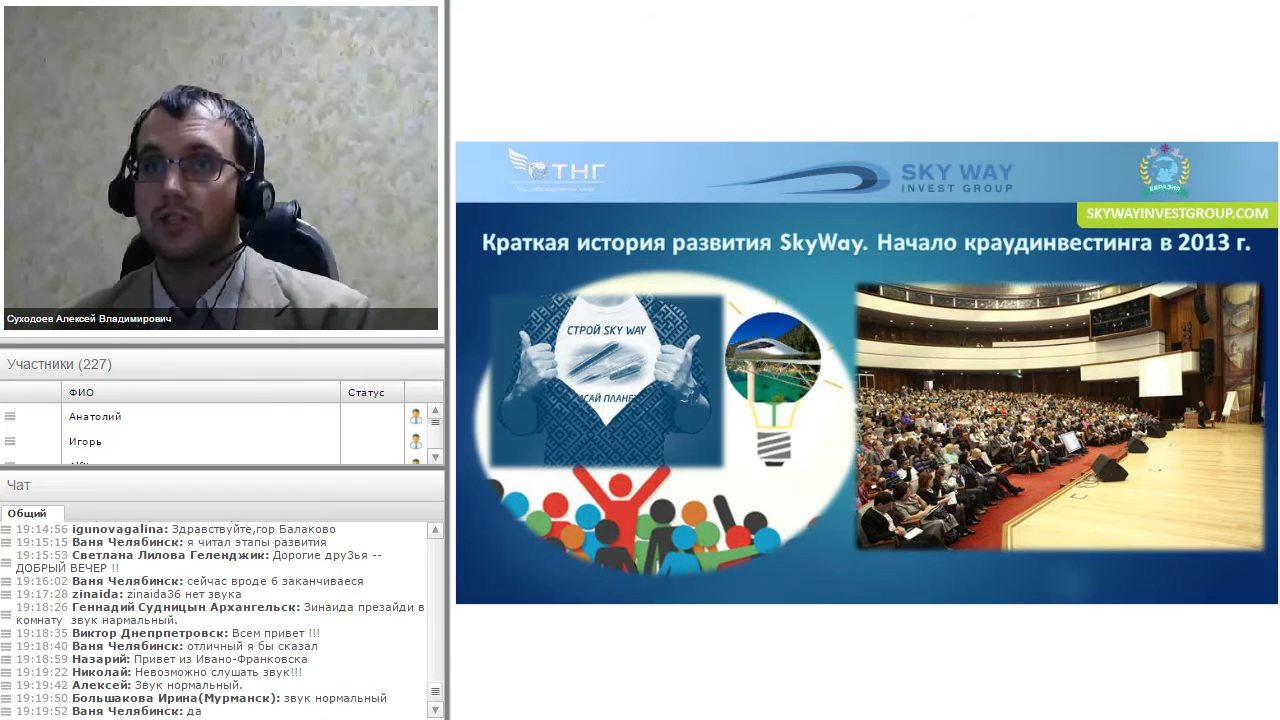 Суходоев Алексей Владимирович
Участники (227)
ФИО
Статус
Анатолий
Игорь
Чат
Общий
19:14:56 igunovagalina: Здравствуйте,гор Балаково
19:15:15 Ваня Челябинск: я читал этапы развития
19:15:53 Светлана Лилова Геленджик: Дорогие друЗья --
ДОБРЫЙ ВЕЧЕР !!
19:16:02 Ваня Челябинск: сейчас вроде 6 заканчиваеся
19:17:28 zinaida: zinaida36 нет звука
19:18:26 Геннадий Судницын Архангельск: Зинаида презайди в
комнату звук нармальный.
19:18:35 Виктор Днепрпетровск: Всем привет !!!
19:18:40 Ваня Челябинск: отличный я бы сказал
19:18:59 Назарий: Привет из Ивано-Франковска
19:19:22 Николай: Невозможно слушать звук!!!
19:19:42 Алексей: Звук нормальный.
19:19:50 Большакова Ирина(Мурманск): звук нормальный
19:19:52 Ваня Челябинск: да
ТНГ
SKY WAY
INVEST GROUP
ЕВРАЗИЯ
SKYWAYINVESTGROUP.COM
Краткая история развития SkyWay. Начало краудинвестинга в 2013 г.
СТРОЙ SKY WAY